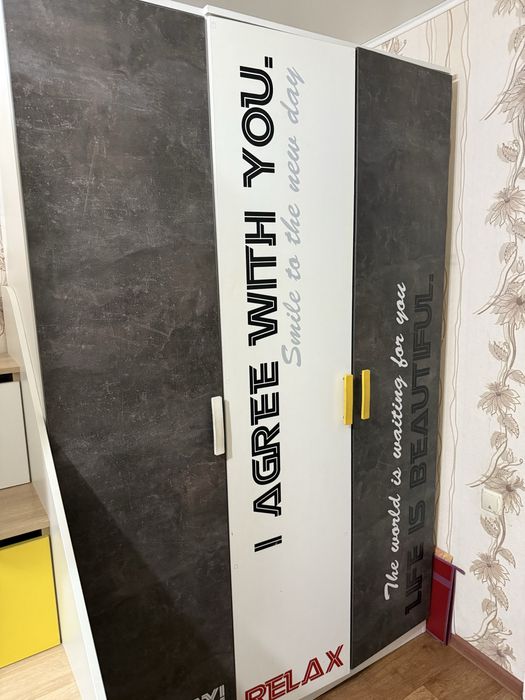 I AGREE WITH YOU.
Smile to the new day
RELAX
The world is waiting for you
LIFE IS BEAUTIFUL.